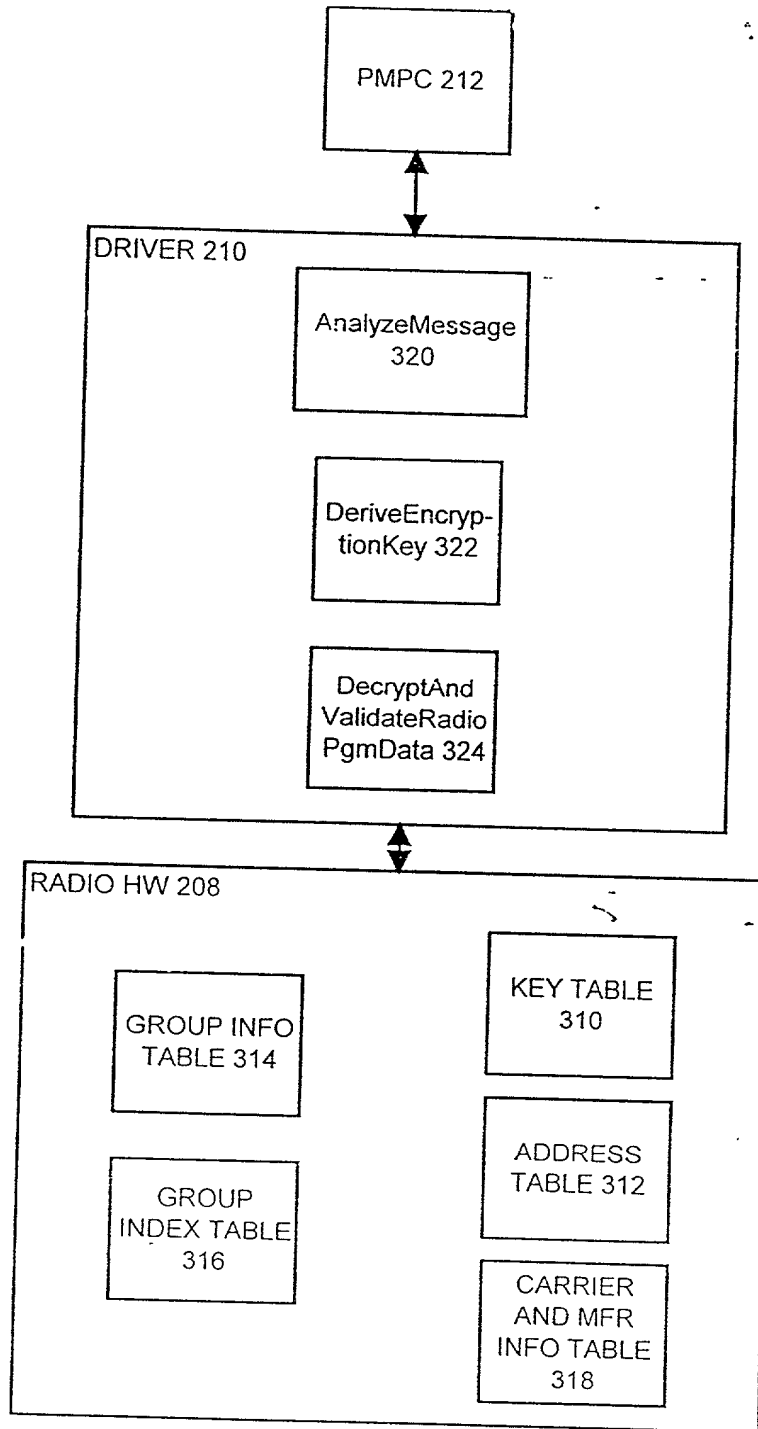 PMPC 212
DRIVER 210
AnalyzeMessage
320
DeriveEncryp-
tionKey 322
DecryptAnd
ValidateRadio
PgmData 324
RADIO HW 208
GROUP INFO
TABLE 314
GROUP
INDEX TABLE
316
KEY TABLE
310
ADDRESS
TABLE 312
CARRIER
AND MFR
INFO TABLE
318